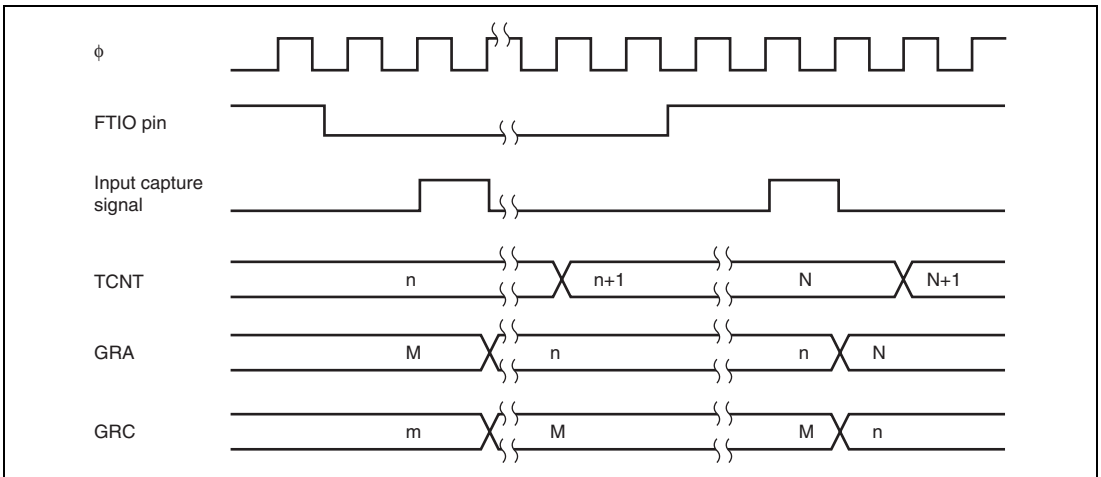 ϕ
FTIO pin
Input capture
signal
TCNT n n+1 N N+1
GRA M n n N
GRC m M M n